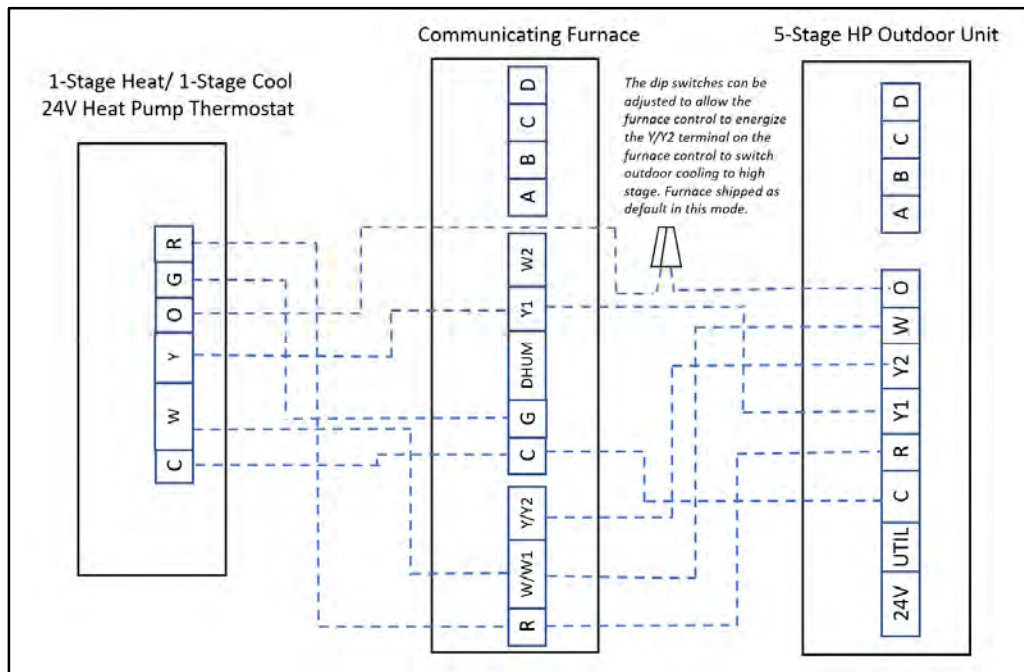 Communicating Furnace
5-Stage HP Outdoor Unit
1-Stage Heat/ 1-Stage Cool
24V Heat Pump Thermostat
The dip switches can be
adjusted to allow the
furnace control to energize
the Y/Y2 terminal on the
furnace control to switch
outdoor cooling to high
stage. Furnace shipped as
default in this mode.
R
G
O
Y
W
C
D
C
B
A
W2
Y1
DHUM
G
C
Y/Y2
W/W1
R
D
C
B
A
O
W
Y2
Y1
R
C
UTIL
24V